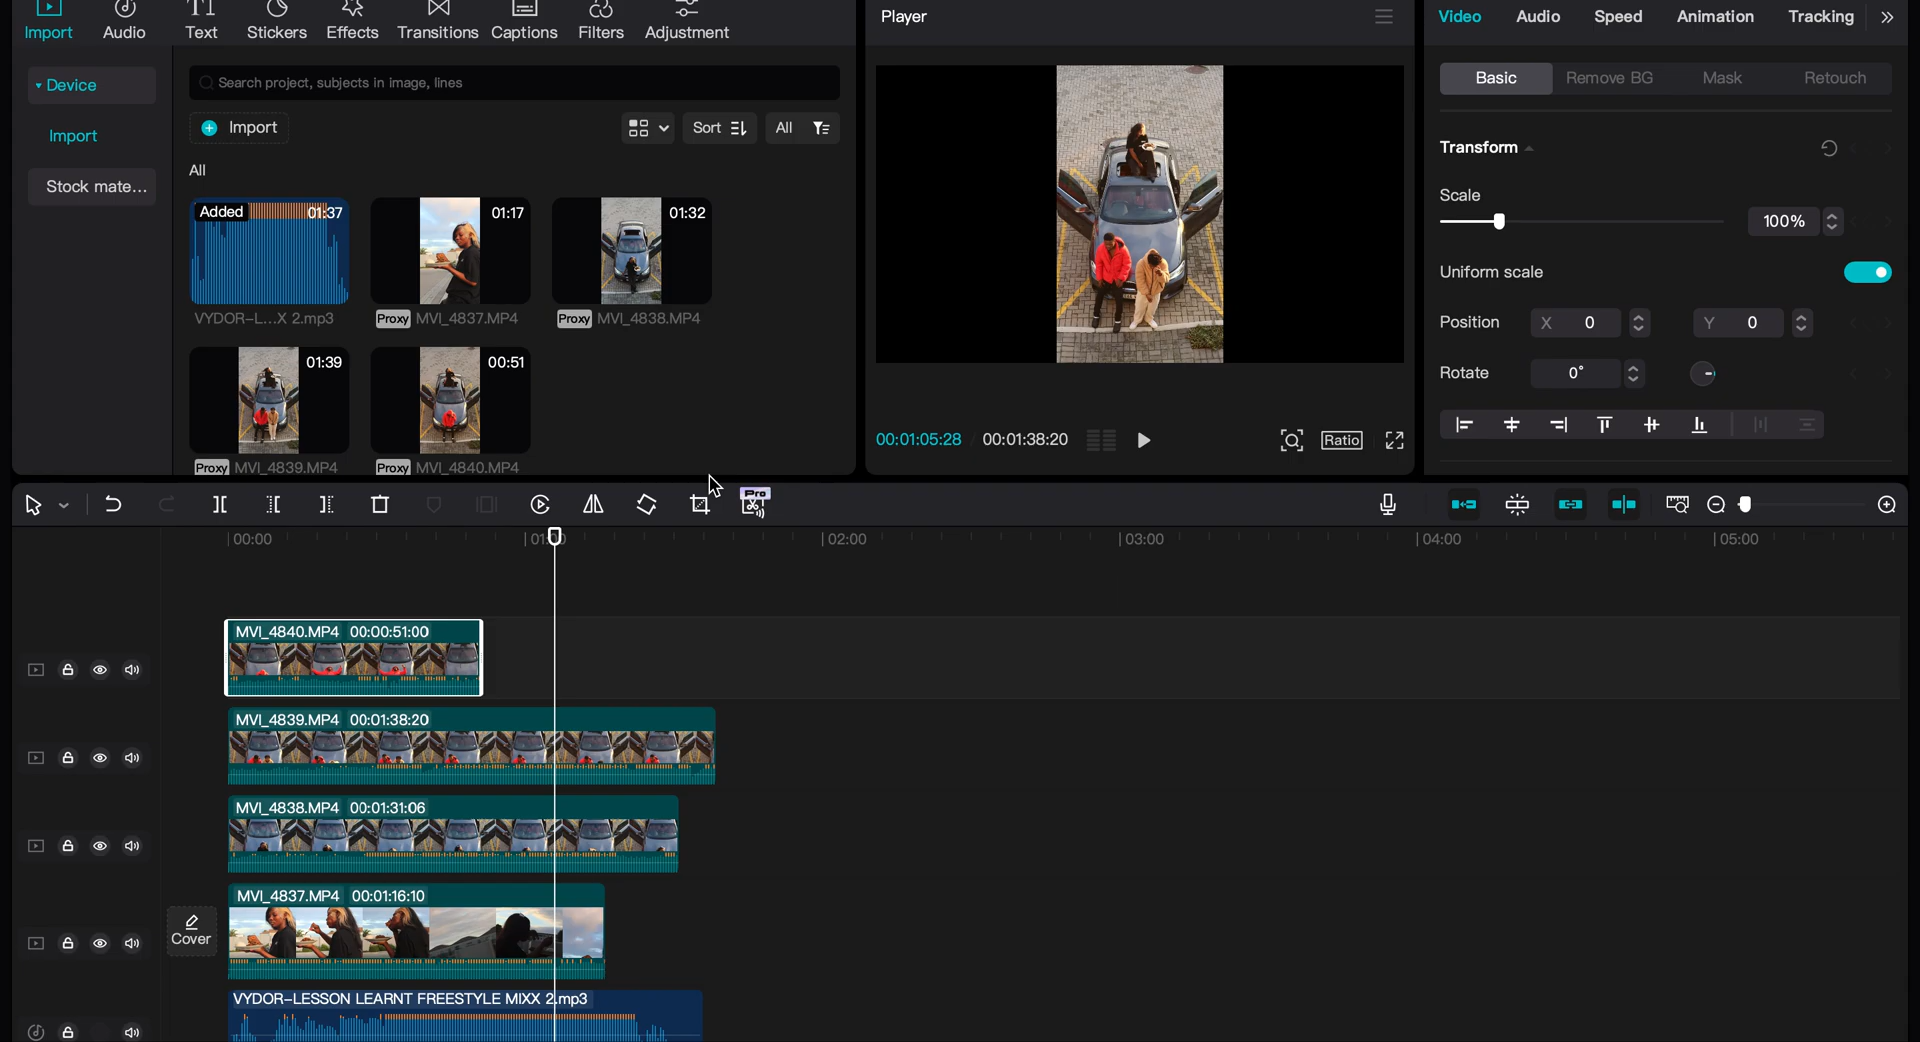 Import Audio Text Stickers Effects Transitions Captions Filters Adjustment
Device
Import
Stock mate...
Search project, subjects in image, lines
Import
Sort
All
All
Added
01:37
VYDOR-L...X 2.mp3
01:17
Proxy MVI_4837.MP4
01:32
Proxy MVI_4838.MP4
01:39
Proxy MVI_4839.MP4
00:51
Proxy MVI_4840.MP4
Player
00:01:05:28 / 00:01:38:20
Ratio
Video Audio Speed Animation Tracking
Basic Remove BG Mask Retouch
Transform
Scale
100%
Uniform scale
Position X 0 Y 0
Rotate 0°
Pro
00:00 01:00 02:00 03:00 04:00 05:00
MVI_4840.MP4 00:00:51:00
MVI_4839.MP4 00:01:38:20
MVI_4838.MP4 00:01:31:06
MVI_4837.MP4 00:01:16:10
Cover
VYDOR-LESSON LEARNT FREESTYLE MIXX 2.mp3